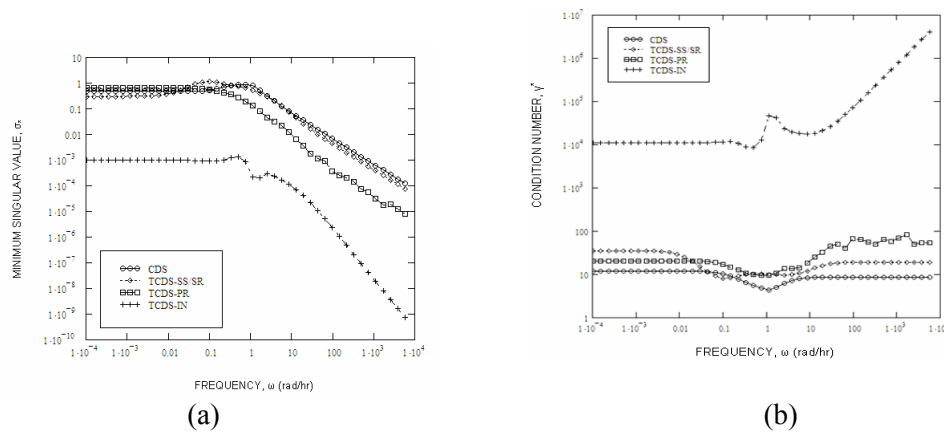 10
1
0.1
0.01
1·10⁻³
1·10⁻⁴
1·10⁻⁵
1·10⁻⁶
1·10⁻⁷
1·10⁻⁸
1·10⁻⁹
1·10⁻¹⁰
MINIMUM SINGULAR VALUE, σ*
CDS
TCDS-SS/SR
TCDS-PR
TCDS-IN
1·10⁻⁴ 1·10⁻³ 0.01 0.1 1 10 100 1·10³ 1·10⁴
FREQUENCY, ω (rad/hr)
(a)
1·10⁷
1·10⁶
1·10⁵
1·10⁴
1·10³
100
10
1
CONDITION NUMBER, γ*
CDS
TCDS-SS/SR
TCDS-PR
TCDS-IN
1·10⁻⁴ 1·10⁻³ 0.01 0.1 1 10 100 1·10³ 1·10⁴
FREQUENCY, ω (rad/hr)
(b)